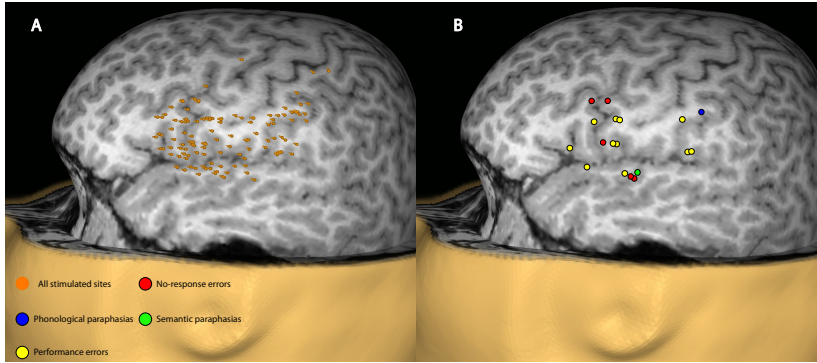 A
B
All stimulated sites
No-response errors
Phonological paraphasias
Semantic paraphasias
Performance errors